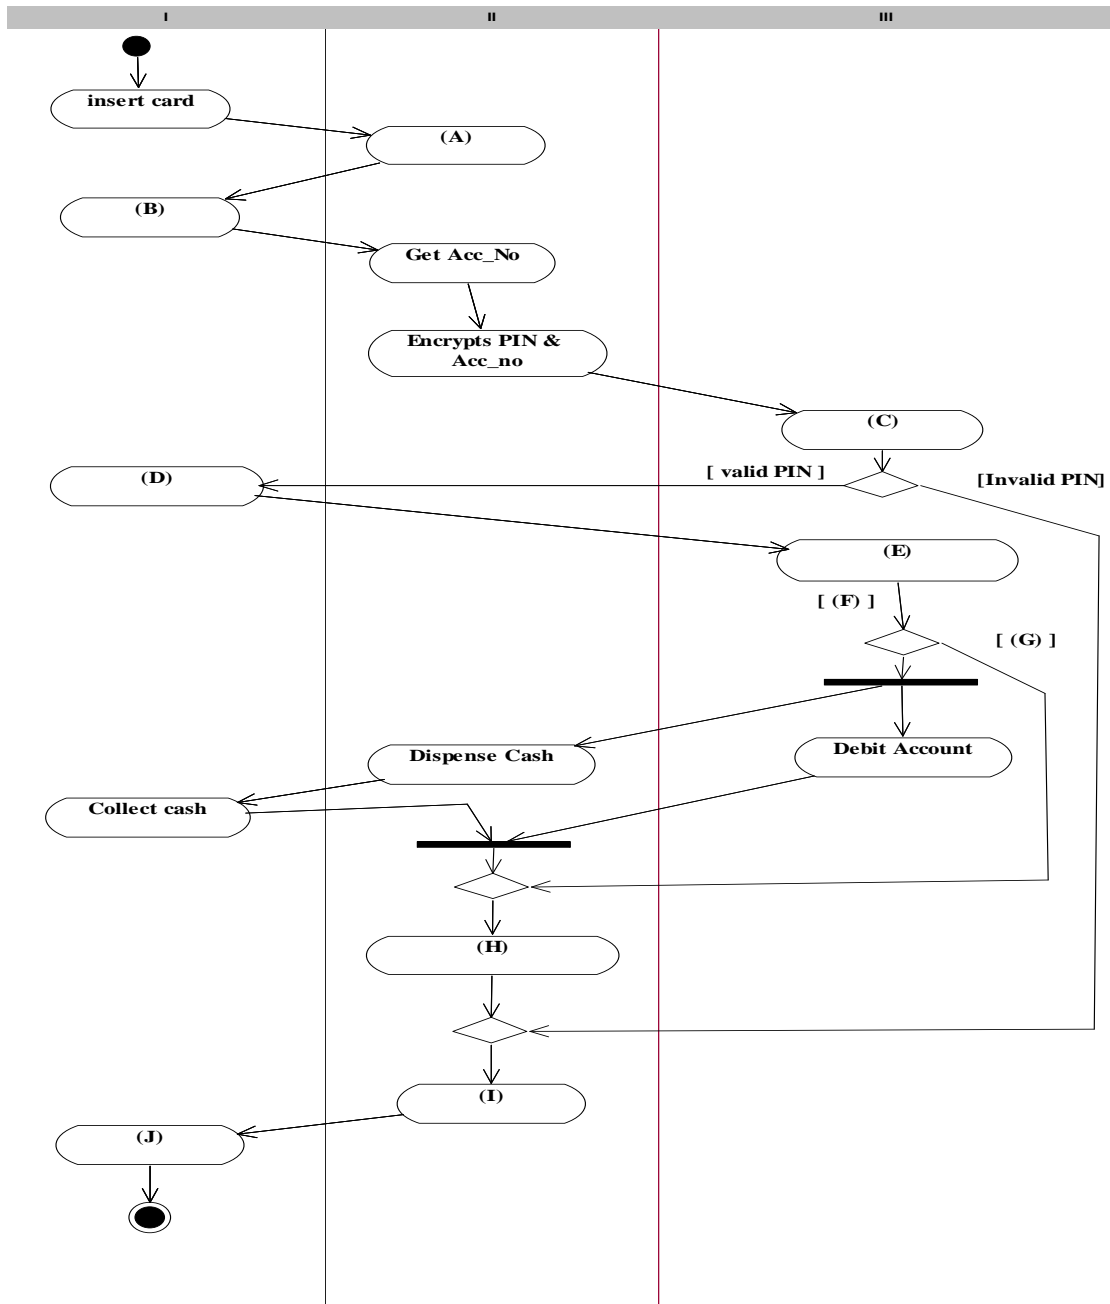 I II III
insert card
(A)
(B)
Get Acc_No
Encrypts PIN &
Acc_no
(C)
[ valid PIN ]
[Invalid PIN]
(D)
(E)
[ (F) ]
[ (G) ]
Dispense Cash
Debit Account
Collect cash
(H)
(I)
(J)